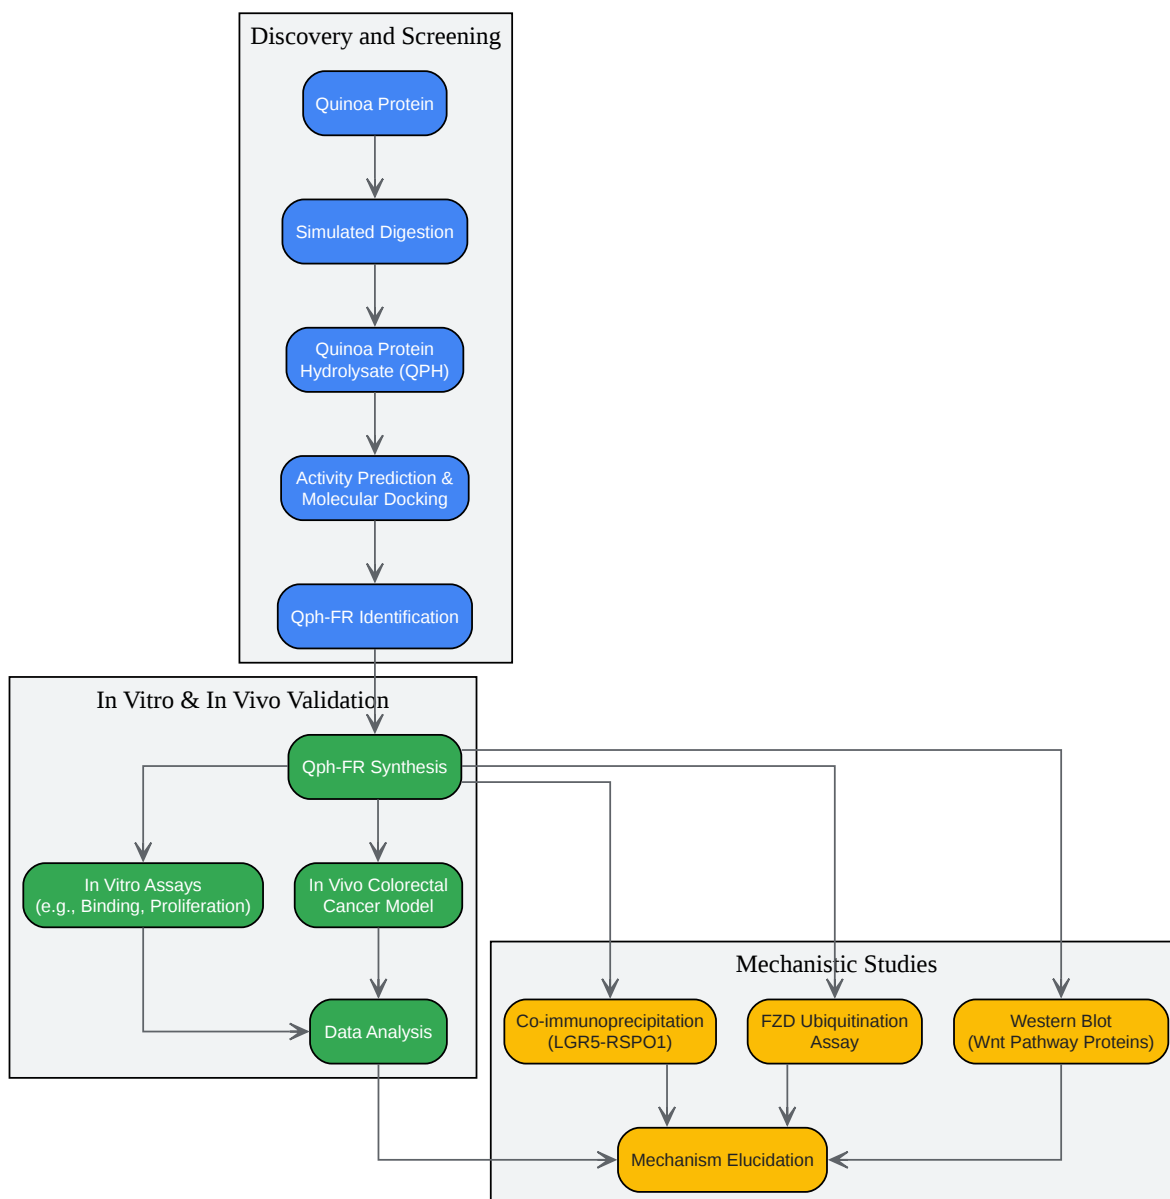 Discovery and Screening
Quinoa Protein
Simulated Digestion
Quinoa Protein
Hydrolysate (QPH)
Activity Prediction &
Molecular Docking
Qph-FR Identification
In Vitro & In Vivo Validation
Qph-FR Synthesis
In Vitro Assays
(e.g., Binding, Proliferation)
In Vivo Colorectal
Cancer Model
Data Analysis
Mechanistic Studies
Co-immunoprecipitation
(LGR5-RSPO1)
FZD Ubiquitination
Assay
Western Blot
(Wnt Pathway Proteins)
Mechanism Elucidation